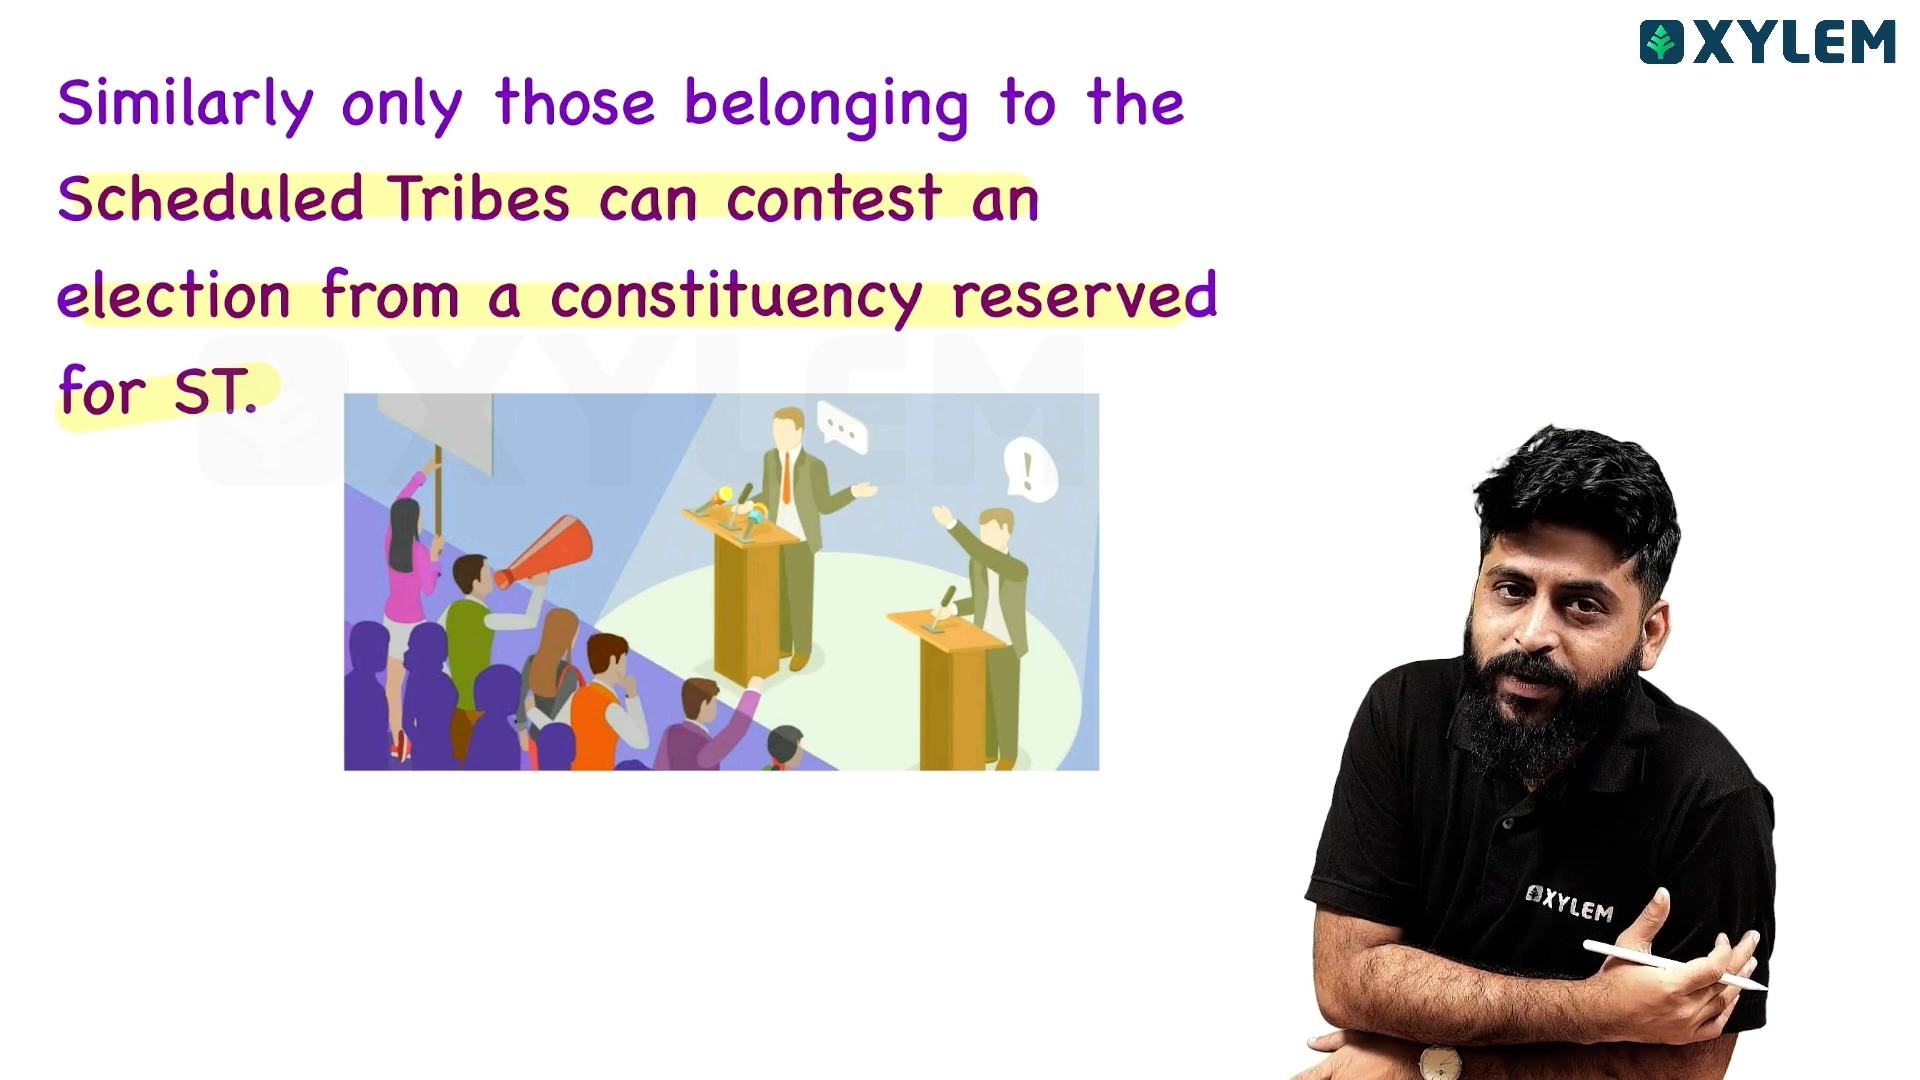 XYLEM
Similarly only those belonging to the
Scheduled Tribes can contest an
election from a constituency reserved
for ST.
XYLEM
!
XYLEM